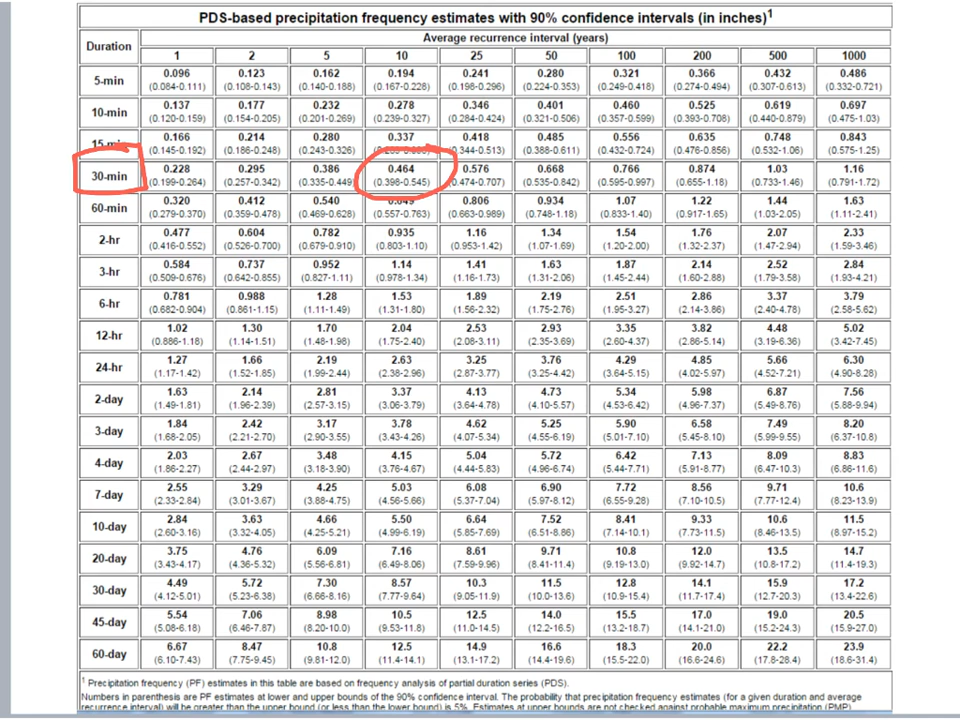 PDS-based precipitation frequency estimates with 90% confidence intervals (in inches)1
Duration
Average recurrence interval (years)
1 2 5 10 25 50 100 200 500 1000
5-min 0.096 0.123 0.162 0.194 0.241 0.280 0.321 0.366 0.432 0.486
(0.084-0.111) (0.108-0.143) (0.140-0.188) (0.167-0.228) (0.198-0.296) (0.224-0.353) (0.249-0.418) (0.274-0.494) (0.307-0.613) (0.332-0.721)
10-min 0.137 0.177 0.232 0.278 0.346 0.401 0.460 0.525 0.619 0.697
(0.120-0.159) (0.154-0.205) (0.201-0.269) (0.239-0.327) (0.284-0.424) (0.321-0.506) (0.357-0.599) (0.393-0.708) (0.440-0.879) (0.475-1.03)
15-min 0.166 0.214 0.280 0.337 0.418 0.485 0.556 0.635 0.748 0.843
(0.145-0.192) (0.186-0.248) (0.243-0.326) (0.344-0.513) (0.388-0.611) (0.432-0.724) (0.476-0.856) (0.532-1.06) (0.575-1.25)
30-min 0.228 0.295 0.386 0.464 0.576 0.668 0.766 0.874 1.03 1.16
(0.199-0.264) (0.257-0.342) (0.335-0.449) (0.398-0.545) (0.474-0.707) (0.535-0.842) (0.595-0.997) (0.655-1.18) (0.733-1.46) (0.791-1.72)
60-min 0.320 0.412 0.540 0.649 0.806 0.934 1.07 1.22 1.44 1.63
(0.279-0.370) (0.359-0.478) (0.469-0.628) (0.557-0.763) (0.663-0.989) (0.748-1.18) (0.833-1.40) (0.917-1.65) (1.03-2.05) (1.11-2.41)
2-hr 0.477 0.604 0.782 0.935 1.16 1.34 1.54 1.76 2.07 2.33
(0.416-0.552) (0.526-0.700) (0.679-0.910) (0.803-1.10) (0.953-1.42) (1.07-1.69) (1.20-2.00) (1.32-2.37) (1.47-2.94) (1.59-3.46)
3-hr 0.584 0.737 0.952 1.14 1.41 1.63 1.87 2.14 2.52 2.84
(0.509-0.676) (0.642-0.855) (0.827-1.11) (0.978-1.34) (1.16-1.73) (1.31-2.06) (1.45-2.44) (1.60-2.88) (1.79-3.58) (1.93-4.21)
6-hr 0.781 0.988 1.28 1.53 1.89 2.19 2.51 2.86 3.37 3.79
(0.682-0.904) (0.861-1.15) (1.11-1.49) (1.31-1.80) (1.56-2.32) (1.75-2.76) (1.95-3.27) (2.14-3.86) (2.40-4.78) (2.58-5.62)
12-hr 1.02 1.30 1.70 2.04 2.53 2.93 3.35 3.82 4.48 5.02
(0.886-1.18) (1.14-1.51) (1.48-1.98) (1.75-2.40) (2.08-3.11) (2.35-3.69) (2.60-4.37) (2.86-5.14) (3.19-6.36) (3.42-7.45)
24-hr 1.27 1.66 2.19 2.63 3.25 3.76 4.29 4.85 5.66 6.30
(1.17-1.42) (1.52-1.85) (1.99-2.44) (2.38-2.96) (2.87-3.77) (3.25-4.42) (3.64-5.15) (4.02-5.97) (4.52-7.21) (4.90-8.28)
2-day 1.63 2.14 2.81 3.37 4.13 4.73 5.34 5.98 6.87 7.56
(1.49-1.81) (1.96-2.39) (2.57-3.15) (3.06-3.79) (3.64-4.78) (4.10-5.57) (4.53-6.42) (4.96-7.37) (5.49-8.76) (5.88-9.94)
3-day 1.84 2.42 3.17 3.78 4.62 5.25 5.90 6.58 7.49 8.20
(1.68-2.05) (2.21-2.70) (2.90-3.55) (3.43-4.26) (4.07-5.34) (4.55-6.19) (5.01-7.10) (5.45-8.10) (5.99-9.55) (6.37-10.8)
4-day 2.03 2.67 3.48 4.15 5.04 5.72 6.42 7.13 8.09 8.83
(1.86-2.27) (2.44-2.97) (3.18-3.90) (3.76-4.67) (4.44-5.83) (4.96-6.74) (5.44-7.71) (5.91-8.77) (6.47-10.3) (6.86-11.6)
7-day 2.55 3.29 4.25 5.03 6.08 6.90 7.72 8.56 9.71 10.6
(2.33-2.84) (3.01-3.67) (3.88-4.75) (4.56-5.66) (5.37-7.04) (5.97-8.12) (6.55-9.28) (7.10-10.5) (7.77-12.4) (8.23-13.9)
10-day 2.84 3.63 4.66 5.50 6.64 7.52 8.41 9.33 10.6 11.5
(2.60-3.16) (3.32-4.05) (4.25-5.21) (4.99-6.19) (5.85-7.69) (6.51-8.86) (7.14-10.1) (7.73-11.5) (8.46-13.5) (8.97-15.2)
20-day 3.75 4.76 6.09 7.16 8.61 9.71 10.8 12.0 13.5 14.7
(3.43-4.17) (4.36-5.32) (5.56-6.81) (6.49-8.06) (7.59-9.96) (8.41-11.4) (9.19-13.0) (9.92-14.7) (10.8-17.2) (11.4-19.3)
30-day 4.49 5.72 7.30 8.57 10.3 11.5 12.8 14.1 15.9 17.2
(4.12-5.01) (5.23-6.38) (6.66-8.16) (7.77-9.64) (9.05-11.9) (10.0-13.6) (10.9-15.4) (11.7-17.4) (12.7-20.3) (13.4-22.6)
45-day 5.54 7.06 8.98 10.5 12.5 14.0 15.5 17.0 19.0 20.5
(5.08-6.18) (6.46-7.87) (8.20-10.0) (9.53-11.8) (11.0-14.5) (12.2-16.5) (13.2-18.7) (14.1-21.0) (15.2-24.3) (15.9-27.0)
60-day 6.67 8.47 10.8 12.5 14.9 16.6 18.3 20.0 22.2 23.9
(6.10-7.43) (7.75-9.45) (9.81-12.0) (11.4-14.1) (13.1-17.2) (14.4-19.6) (15.5-22.0) (16.6-24.6) (17.8-28.4) (18.6-31.4)
1 Precipitation frequency (PF) estimates in this table are based on frequency analysis of partial duration series (PDS).
Numbers in parenthesis are PF estimates at lower and upper bounds of the 90% confidence interval. The probability that precipitation frequency estimates (for a given duration and average
recurrence interval) will be greater than the upper bound (or less than the lower bound) is 5%. Estimates at upper bounds are not checked against probable maximum precipitation (PMP)